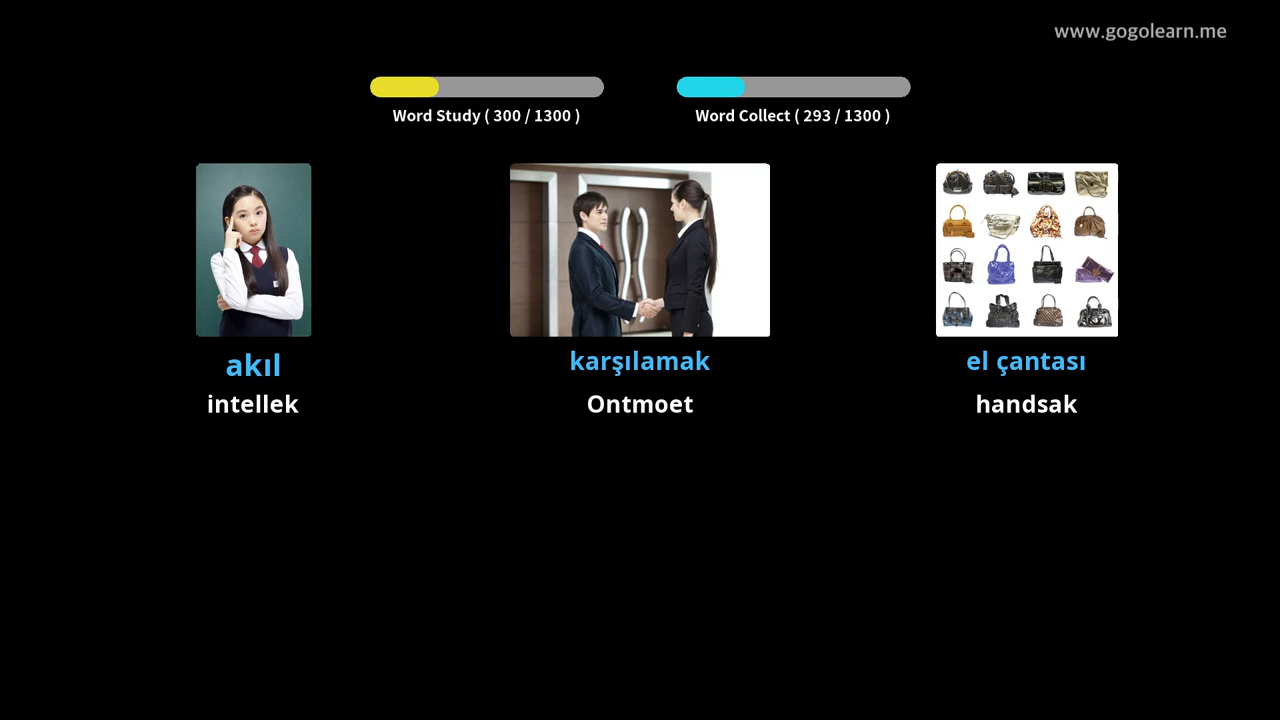 www.gogolearn.me
Word Study ( 300 / 1300 )
Word Collect ( 293 / 1300 )
akıl
karşılamak
el çantası
intellek
Ontmoet
handsak